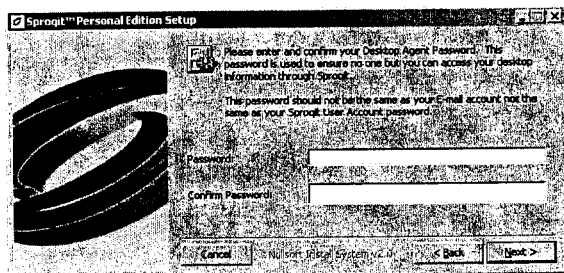 Sproqit™ Personal Edition Setup
Please enter and confirm your Desktop Agent Password. This
password is used to ensure no one but you can access your desktop
information through Sproqit.
This password should not be the same as your E-mail account nor the
same as your Sproqit User Account password.
Password:
Confirm Password:
Cancel
Nullsoft Install System v2.0
< Back
Next >